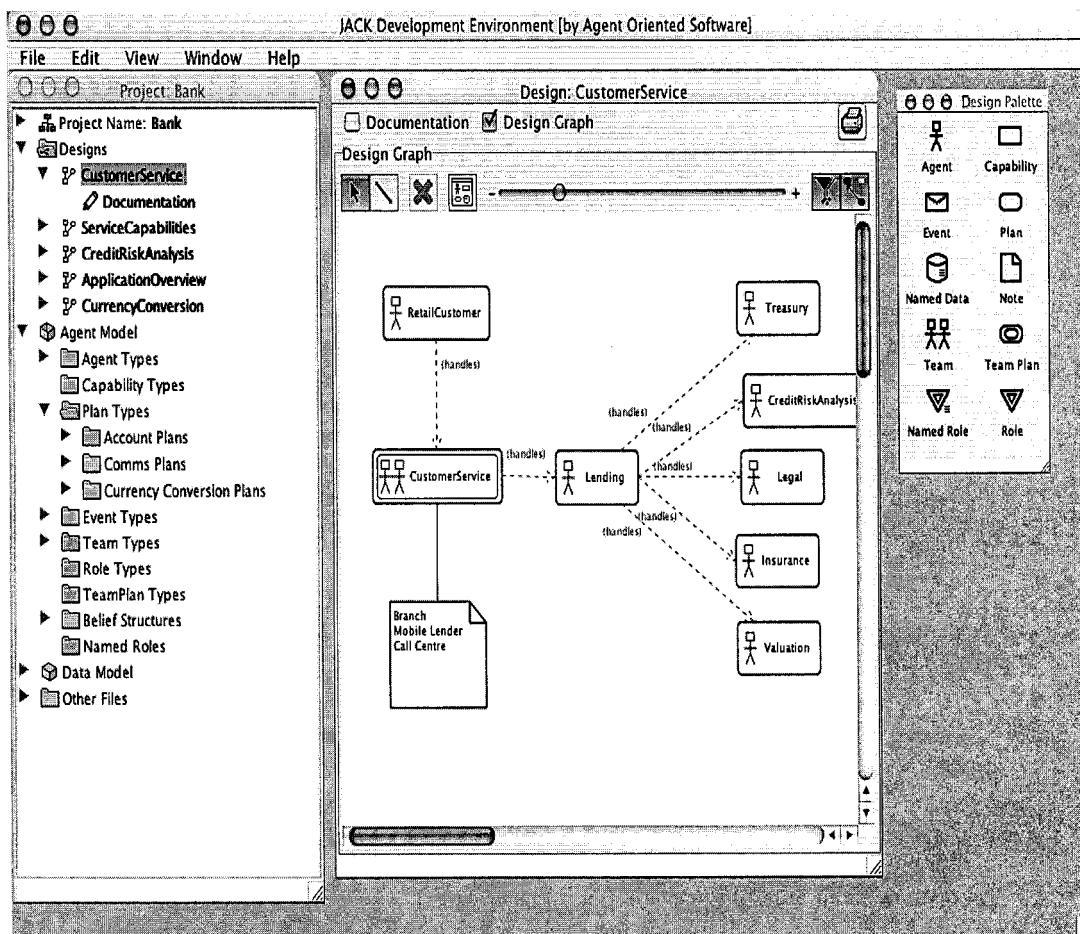 JACK Development Environment [by Agent Oriented Software]
File Edit View Window Help
Project: Bank
Project Name: Bank
Designs
CustomerService
Documentation
ServiceCapabilities
CreditRiskAnalysis
ApplicationOverview
CurrencyConversion
Agent Model
Agent Types
Capability Types
Plan Types
Account Plans
Comms Plans
Currency Conversion Plans
Event Types
Team Types
Role Types
TeamPlan Types
Belief Structures
Named Roles
Data Model
Other Files
Design: CustomerService
Documentation Design Graph
Design Graph
- +
RetailCustomer
Treasury
(handles)
CreditRiskAnalysis
(handles)
(handles)
CustomerService
(handles)
Lending
Legal
(handles)
(handles)
Insurance
Branch
Mobile Lender
Call Centre
Valuation
Design Palette
Agent Capability
Event Plan
Named Data Note
Team Team Plan
Named Role Role